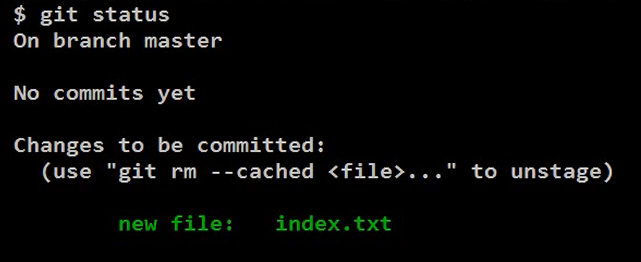 $ git status
On branch master
No commits yet
Changes to be committed:
(use "git rm --cached <file>..." to unstage)
new file: index.txt